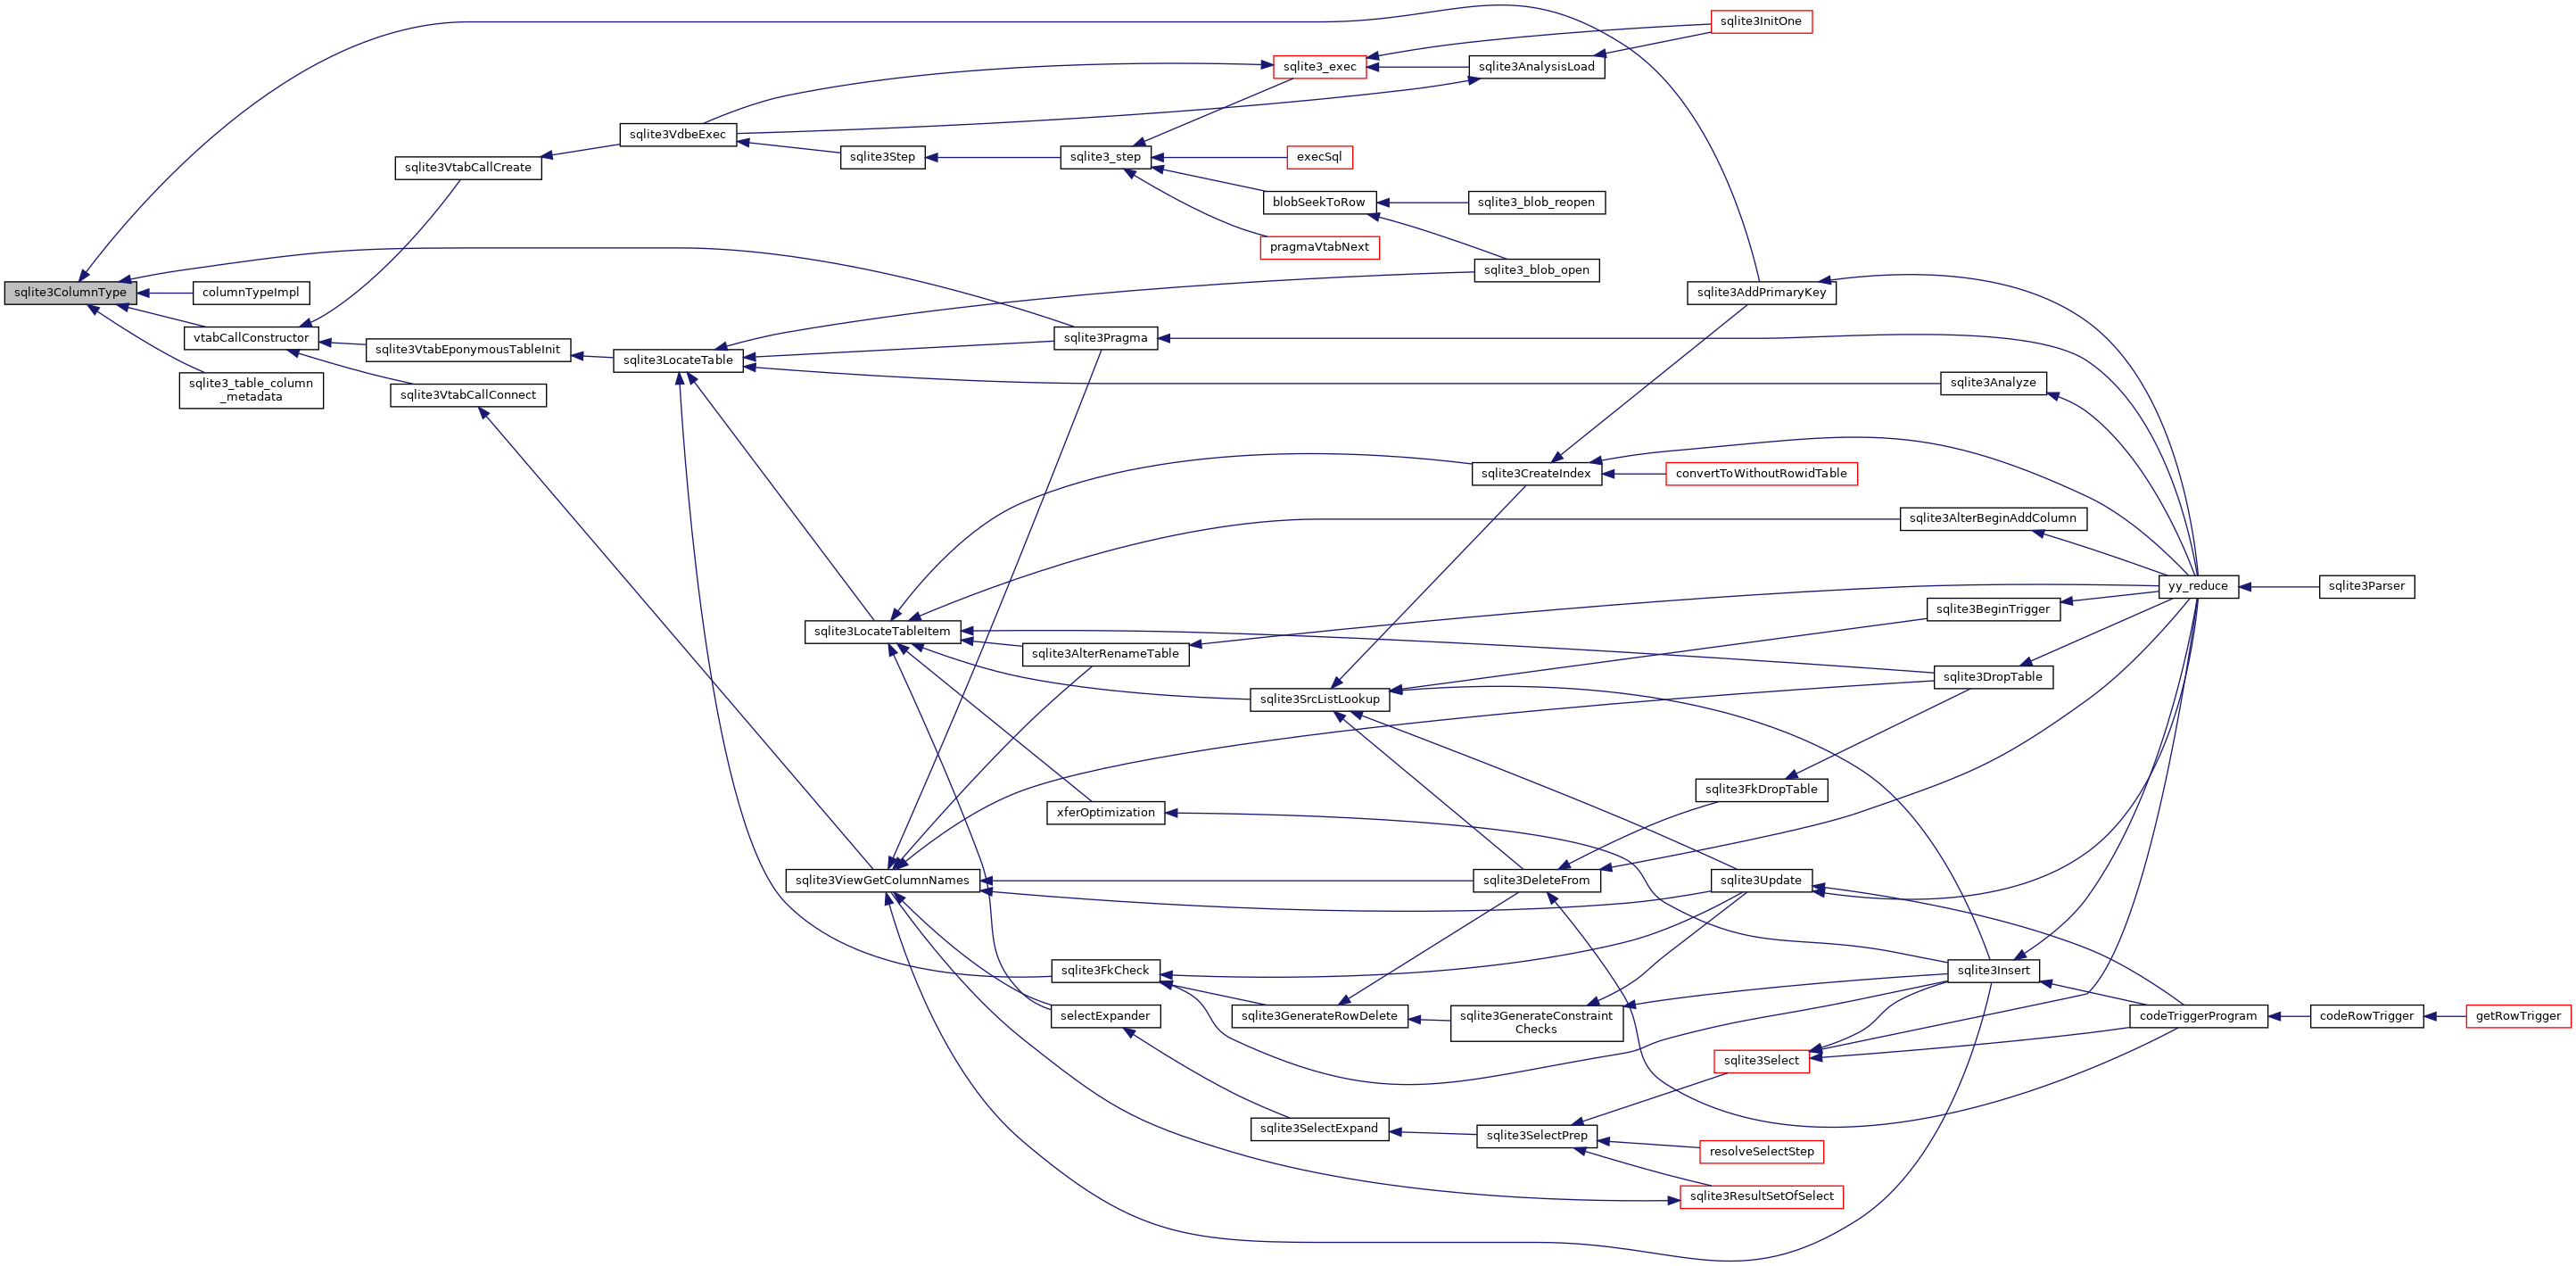 sqlite3InitOne
sqlite3_exec
sqlite3AnalysisLoad
sqlite3VdbeExec
sqlite3Step
sqlite3_step
execSql
sqlite3VtabCallCreate
blobSeekToRow
sqlite3_blob_reopen
pragmaVtabNext
sqlite3_blob_open
sqlite3ColumnType
columnTypeImpl
sqlite3AddPrimaryKey
vtabCallConstructor
sqlite3VtabEponymousTableInit
sqlite3LocateTable
sqlite3Pragma
sqlite3_table_column
_metadata
sqlite3VtabCallConnect
sqlite3Analyze
sqlite3CreateIndex
convertToWithoutRowidTable
sqlite3AlterBeginAddColumn
yy_reduce
sqlite3Parser
sqlite3BeginTrigger
sqlite3LocateTableItem
sqlite3AlterRenameTable
sqlite3DropTable
sqlite3SrcListLookup
sqlite3FkDropTable
xferOptimization
sqlite3ViewGetColumnNames
sqlite3DeleteFrom
sqlite3Update
sqlite3FkCheck
sqlite3Insert
selectExpander
sqlite3GenerateRowDelete
sqlite3GenerateConstraint
Checks
codeTriggerProgram
codeRowTrigger
getRowTrigger
sqlite3Select
sqlite3SelectExpand
sqlite3SelectPrep
resolveSelectStep
sqlite3ResultSetOfSelect